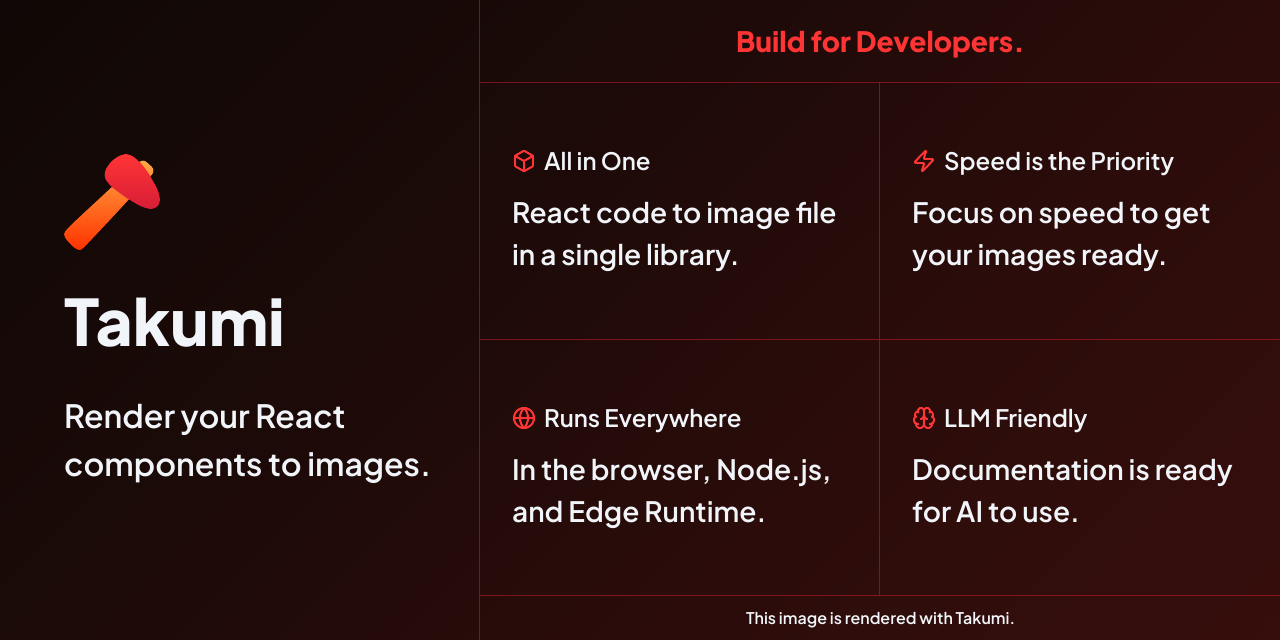 Takumi
Render your React
components to images.
Build for Developers.
All in One
React code to image file
in a single library.
Speed is the Priority
Focus on speed to get
your images ready.
Runs Everywhere
In the browser, Node.js,
and Edge Runtime.
LLM Friendly
Documentation is ready
for AI to use.
This image is rendered with Takumi.